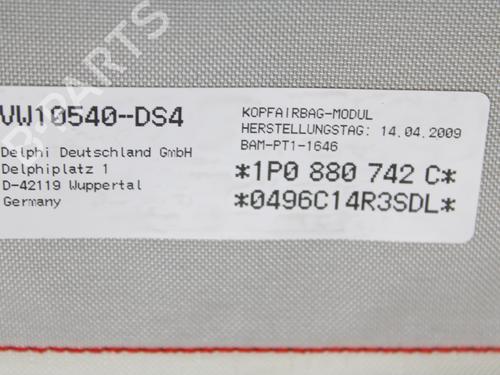 B-PARTS
VW10540--DS4
Delphi Deutschland GmbH
Delphiplatz 1
D-42119 Wuppertal
Germany
KOPFAIRBAG-MODUL
HERSTELLUNGSTAG: 14.04.2009
BAM-PT1-1646
*1P0 880 742 C*
*0496C14R3SDL*